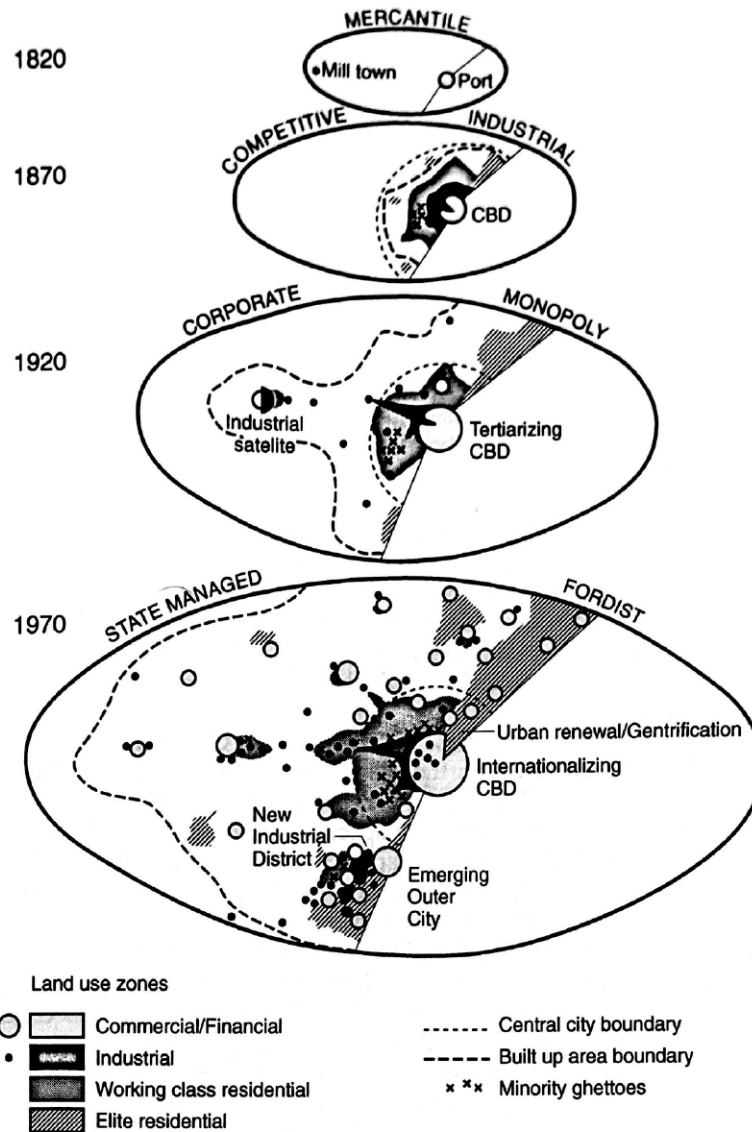 MERCANTILE
1820
Mill town
Port
COMPETITIVE INDUSTRIAL
1870
CBD
CORPORATE MONOPOLY
1920
Industrial
satelite
Tertiarizing
CBD
STATE MANAGED FORDIST
1970
Urban renewal/Gentrification
Internationalizing
CBD
New
Industrial
District
Emerging
Outer
City
Land use zones
Commercial/Financial
Industrial
Working class residential
Elite residential
Central city boundary
Built up area boundary
Minority ghettoes